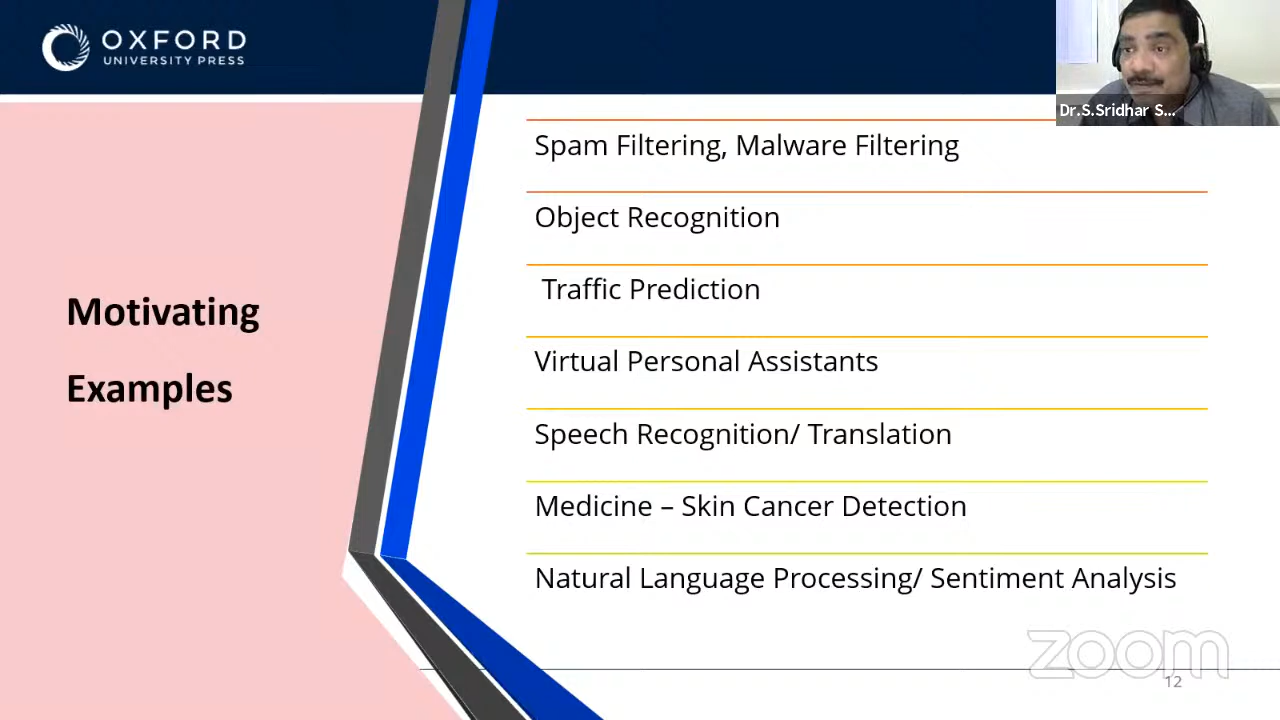 OXFORD
UNIVERSITY PRESS
Dr.S.Sridhar S...
Motivating
Examples
Spam Filtering, Malware Filtering
Object Recognition
Traffic Prediction
Virtual Personal Assistants
Speech Recognition/ Translation
Medicine – Skin Cancer Detection
Natural Language Processing/ Sentiment Analysis
zoom
12